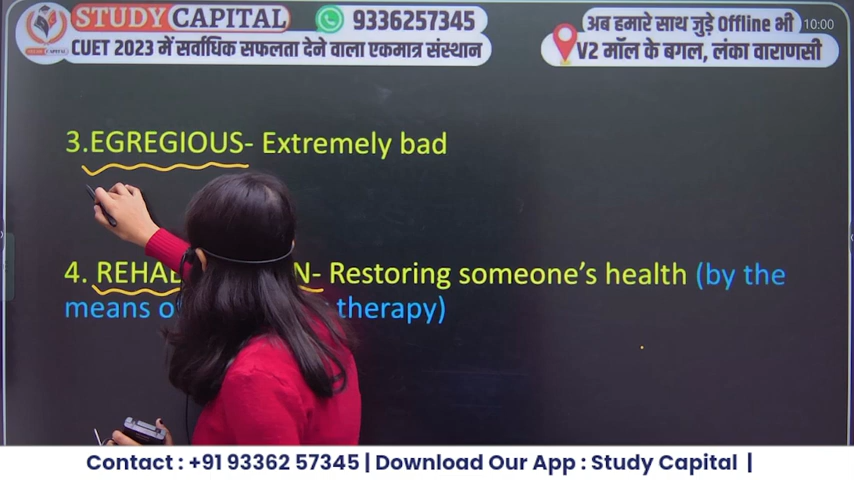 STUDY CAPITAL
9336257345
CUET 2023 में सर्वाधिक सफलता देने वाला एकमात्र संस्थान
अब हमारे साथ जुड़े Offline भी
10:00
V2 मॉल के बगल, लंका वाराणसी
3.EGREGIOUS- Extremely bad
4. REHAB N- Restoring someone's health (by the
means o therapy)
Contact : +91 93362 57345 | Download Our App : Study Capital |